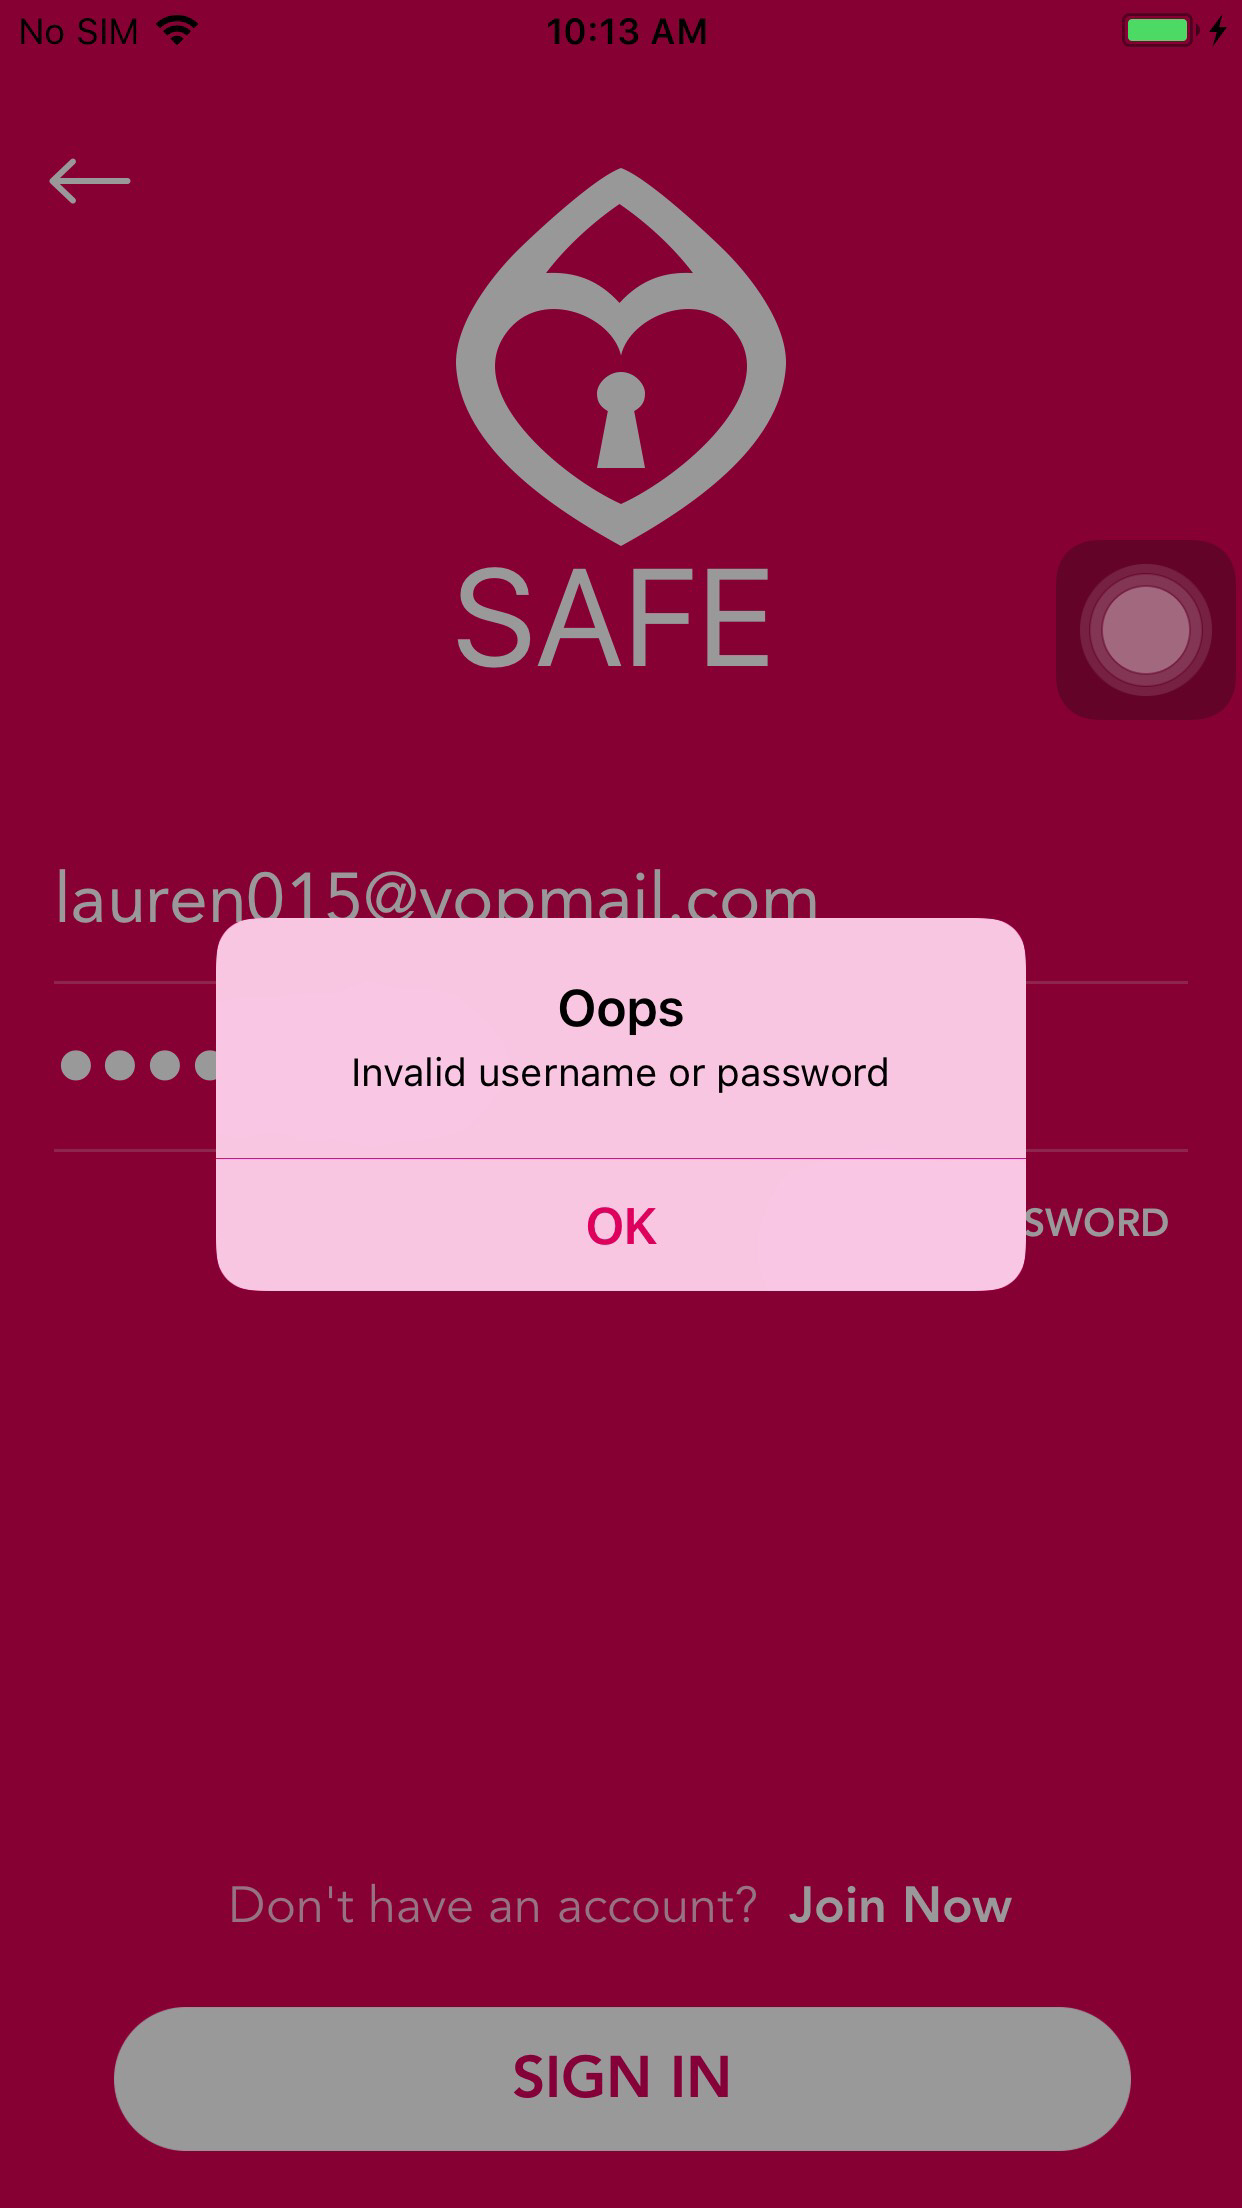 No SIM 10:13 AM
SAFE
lauren015@yopmail.com
Oops
Invalid username or password
OK
SWORD
Don't have an account? Join Now
SIGN IN